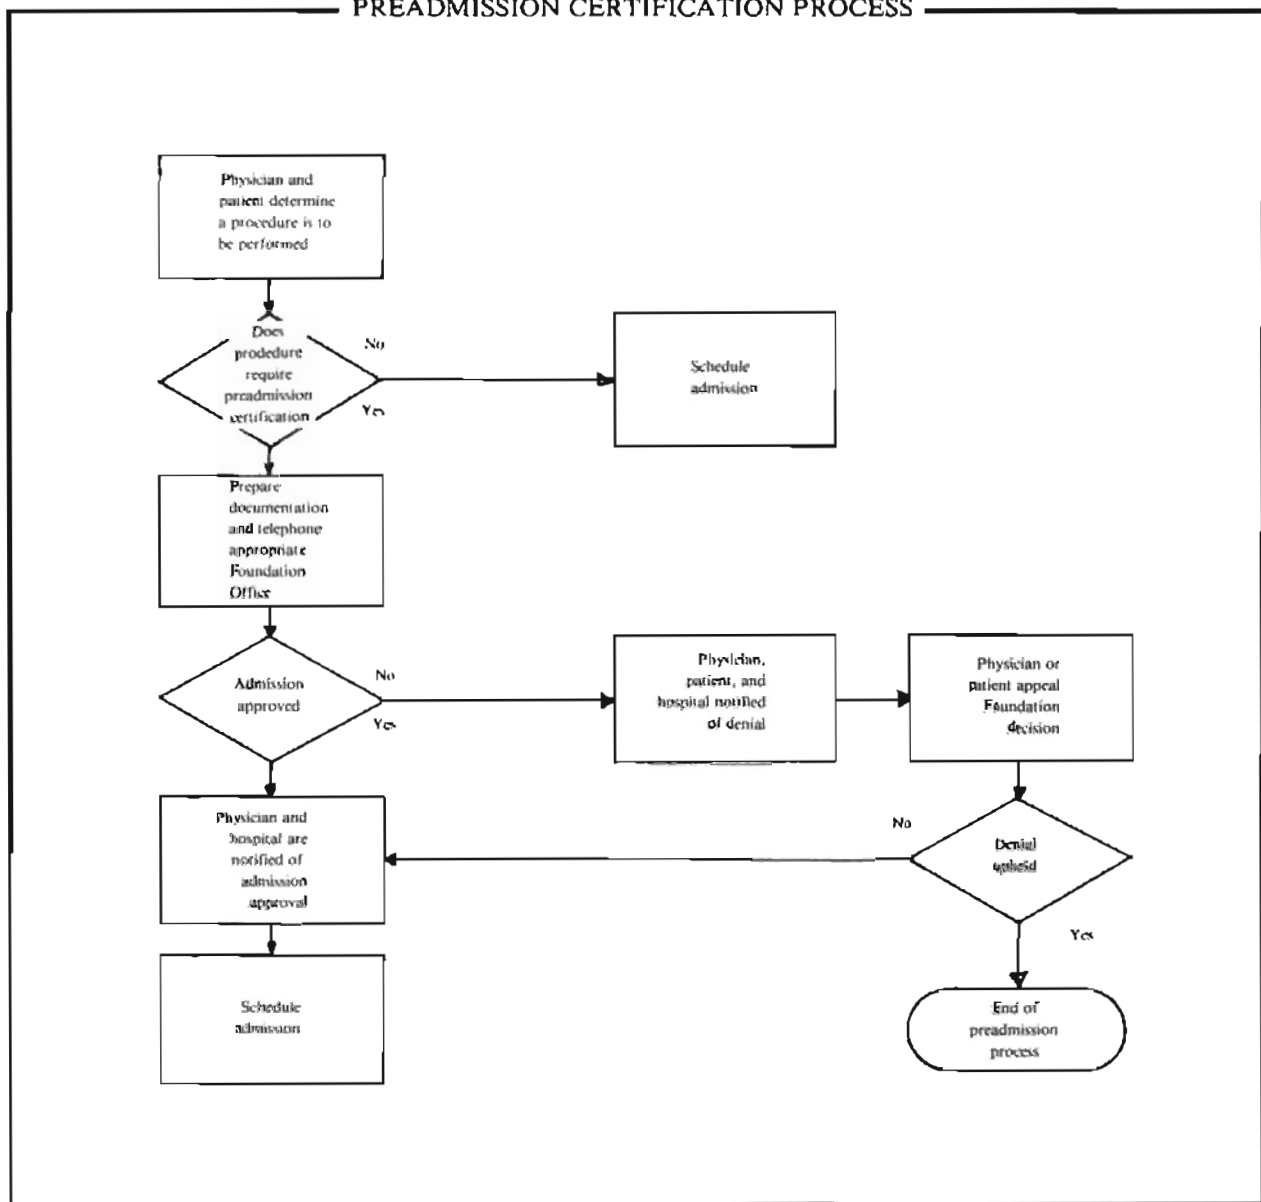 PREADMISSION CERTIFICATION PROCESS
Physician and
patient determine
a procedure is to
be performed
Does
prodedure
require
preadmission
certification
No
Yes
Schedule
admission
Prepare
documentation
and telephone
appropriate
Foundation
Office
Admission
approved
No
Yes
Physician,
patient, and
hospital notified
of denial
Physician or
patient appeal
Foundation
decision
Physician and
hospital are
notified of
admission
approval
No
Denial
upheld
Yes
Schedule
admission
End of
preadmission
process